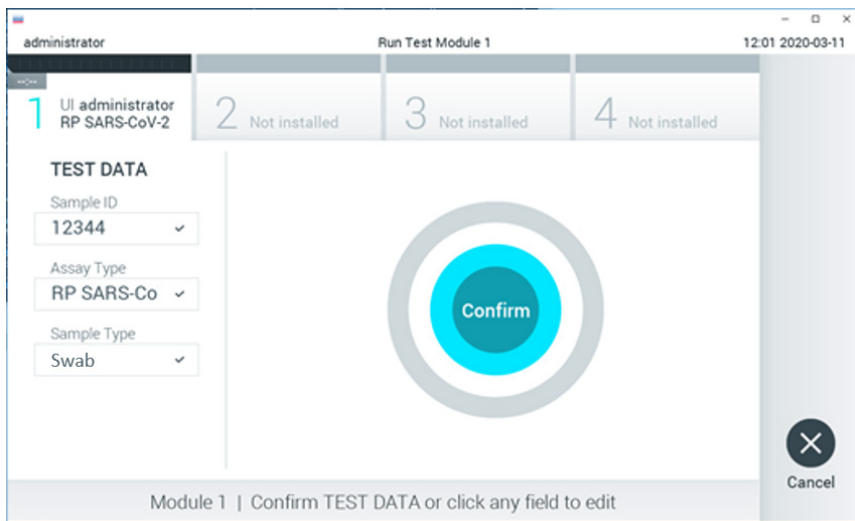 administrator Run Test Module 1 12:01 2020-03-11
--:--
1 UI administrator
RP SARS-CoV-2
2 Not installed
3 Not installed
4 Not installed
TEST DATA
Sample ID
12344
Assay Type
RP SARS-Co
Sample Type
Swab
Confirm
Cancel
Module 1 | Confirm TEST DATA or click any field to edit